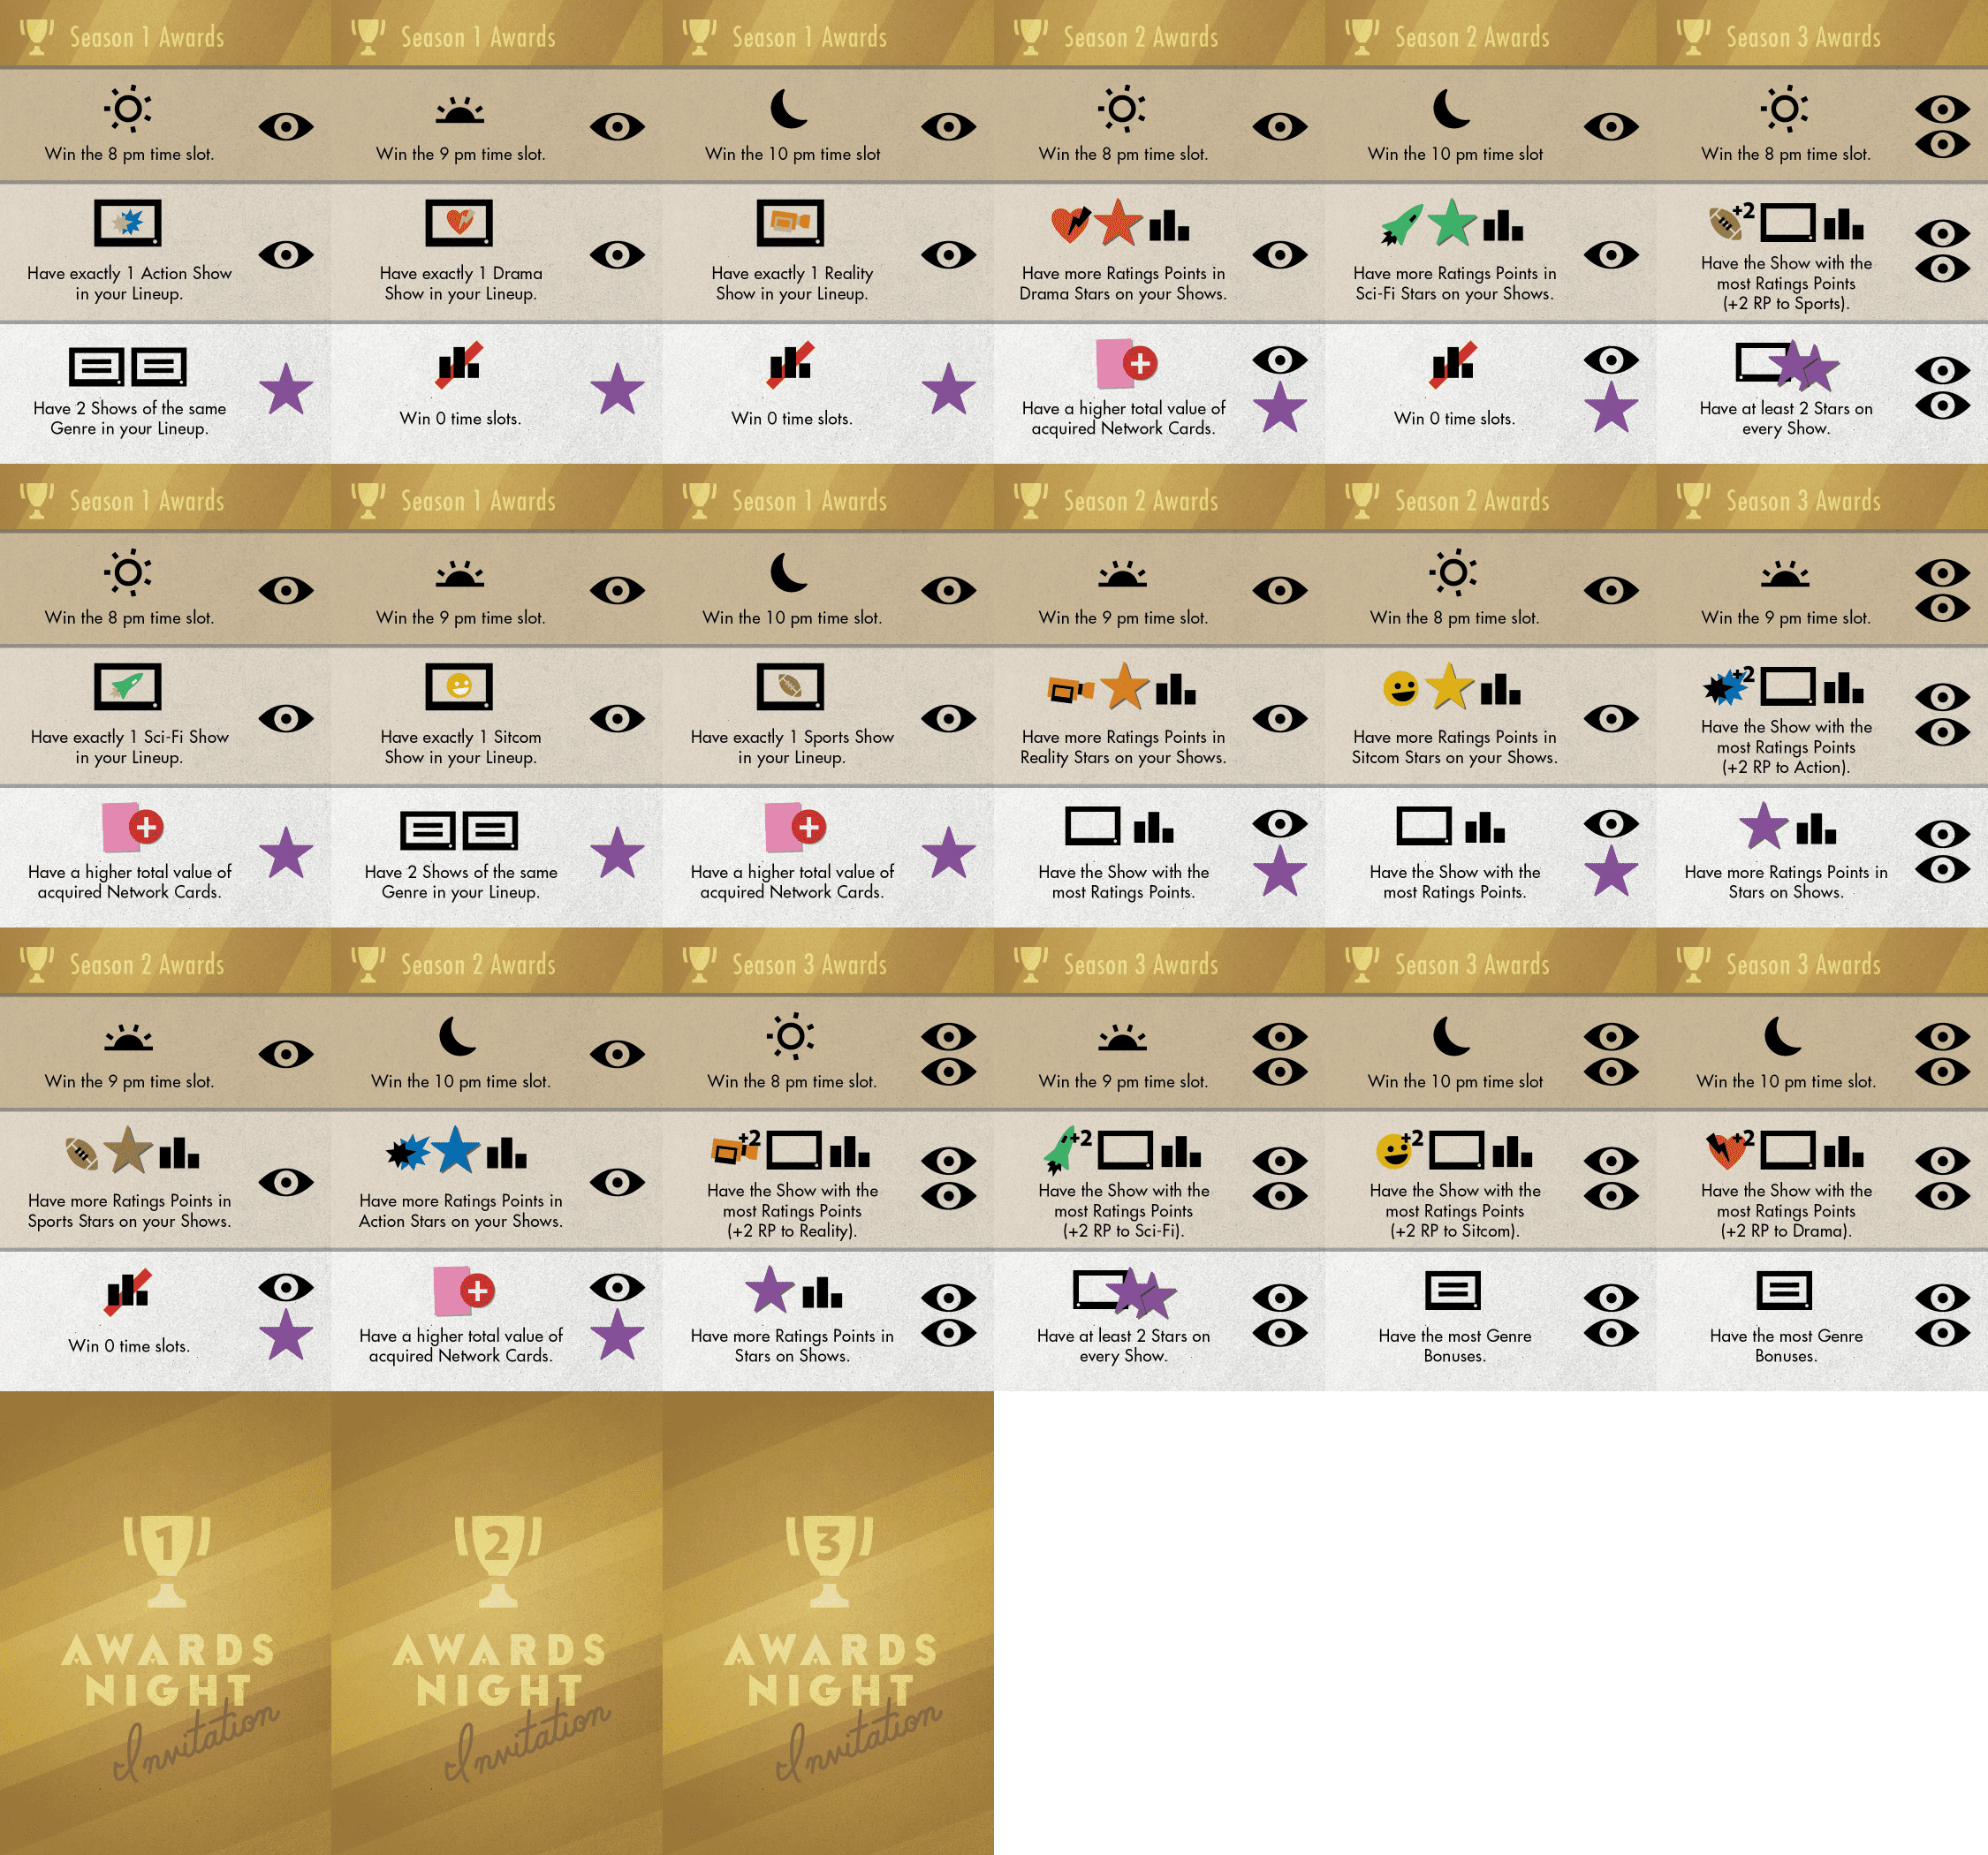 Season 1 Awards
Win the 8 pm time slot.
Have exactly 1 Action Show
in your Lineup.
Have 2 Shows of the same
Genre in your Lineup.
Season 1 Awards
Win the 9 pm time slot.
Have exactly 1 Drama
Show in your Lineup.
Win 0 time slots.
Season 1 Awards
Win the 10 pm time slot
Have exactly 1 Reality
Show in your Lineup.
Win 0 time slots.
Season 2 Awards
Win the 8 pm time slot.
Have more Ratings Points in
Drama Stars on your Shows.
Have a higher total value of
acquired Network Cards.
Season 2 Awards
Win the 10 pm time slot
Have more Ratings Points in
Sci-Fi Stars on your Shows.
Win 0 time slots.
Season 3 Awards
Win the 8 pm time slot.
+2
Have the Show with the
most Ratings Points
(+2 RP to Sports).
Have at least 2 Stars on
every Show.
Season 1 Awards
Win the 8 pm time slot.
Have exactly 1 Sci-Fi Show
in your Lineup.
Have a higher total value of
acquired Network Cards.
Season 1 Awards
Win the 9 pm time slot.
Have exactly 1 Sitcom
Show in your Lineup.
Have 2 Shows of the same
Genre in your Lineup.
Season 1 Awards
Win the 10 pm time slot.
Have exactly 1 Sports Show
in your Lineup.
Have a higher total value of
acquired Network Cards.
Season 2 Awards
Win the 9 pm time slot.
Have more Ratings Points in
Reality Stars on your Shows.
Have the Show with the
most Ratings Points.
Season 2 Awards
Win the 8 pm time slot.
Have more Ratings Points in
Sitcom Stars on your Shows.
Have the Show with the
most Ratings Points.
Season 3 Awards
Win the 9 pm time slot.
+2
Have the Show with the
most Ratings Points
(+2 RP to Action).
Have more Ratings Points in
Stars on Shows.
Season 2 Awards
Win the 9 pm time slot.
Have more Ratings Points in
Sports Stars on your Shows.
Win 0 time slots.
Season 2 Awards
Win the 10 pm time slot.
Have more Ratings Points in
Action Stars on your Shows.
Have a higher total value of
acquired Network Cards.
Season 3 Awards
Win the 8 pm time slot.
+2
Have the Show with the
most Ratings Points
(+2 RP to Reality).
Have more Ratings Points in
Stars on Shows.
Season 3 Awards
Win the 9 pm time slot.
+2
Have the Show with the
most Ratings Points
(+2 RP to Sci-Fi).
Have at least 2 Stars on
every Show.
Season 3 Awards
Win the 10 pm time slot
+2
Have the Show with the
most Ratings Points
(+2 RP to Sitcom).
Have the most Genre
Bonuses.
Season 3 Awards
Win the 10 pm time slot.
+2
Have the Show with the
most Ratings Points
(+2 RP to Drama).
Have the most Genre
Bonuses.
1
AWARDS
NIGHT
Invitation
2
AWARDS
NIGHT
Invitation
3
AWARDS
NIGHT
Invitation